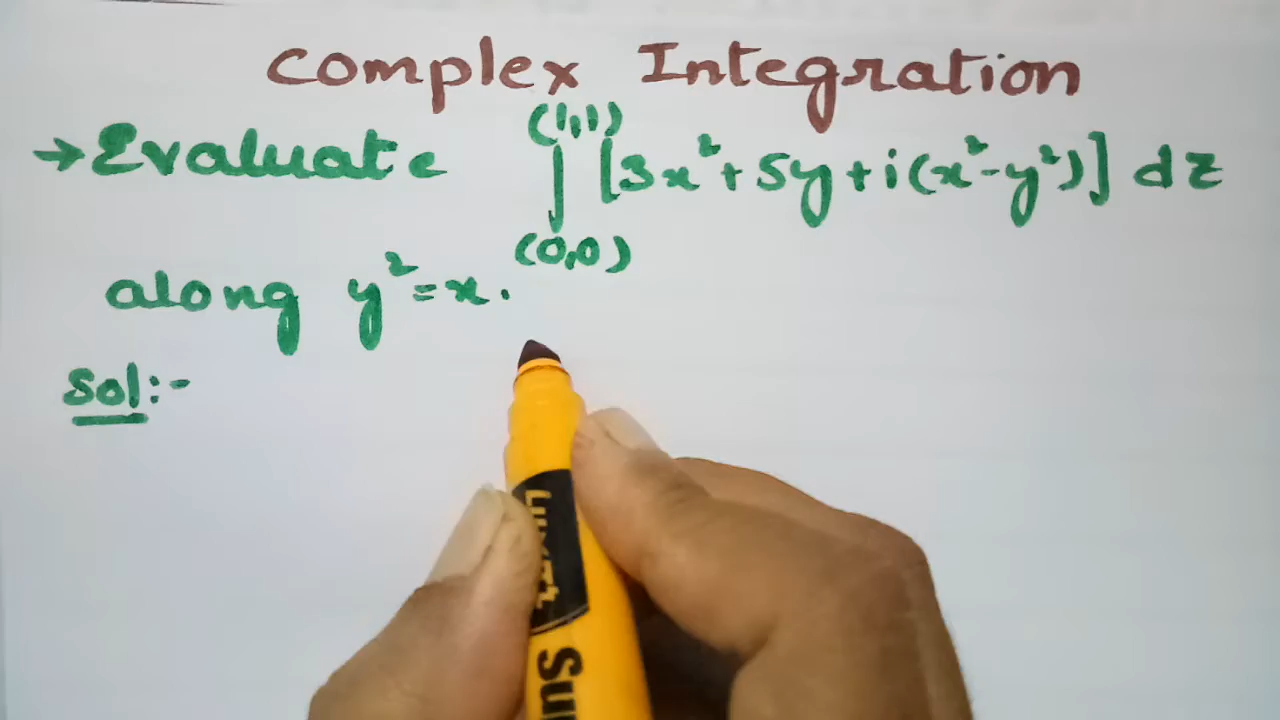 Complex Integration
→Evaluate ∫_(0,0)^(1,1) [3x²+5y+i(x²-y²)] dz
along y²=x.
Sol:-